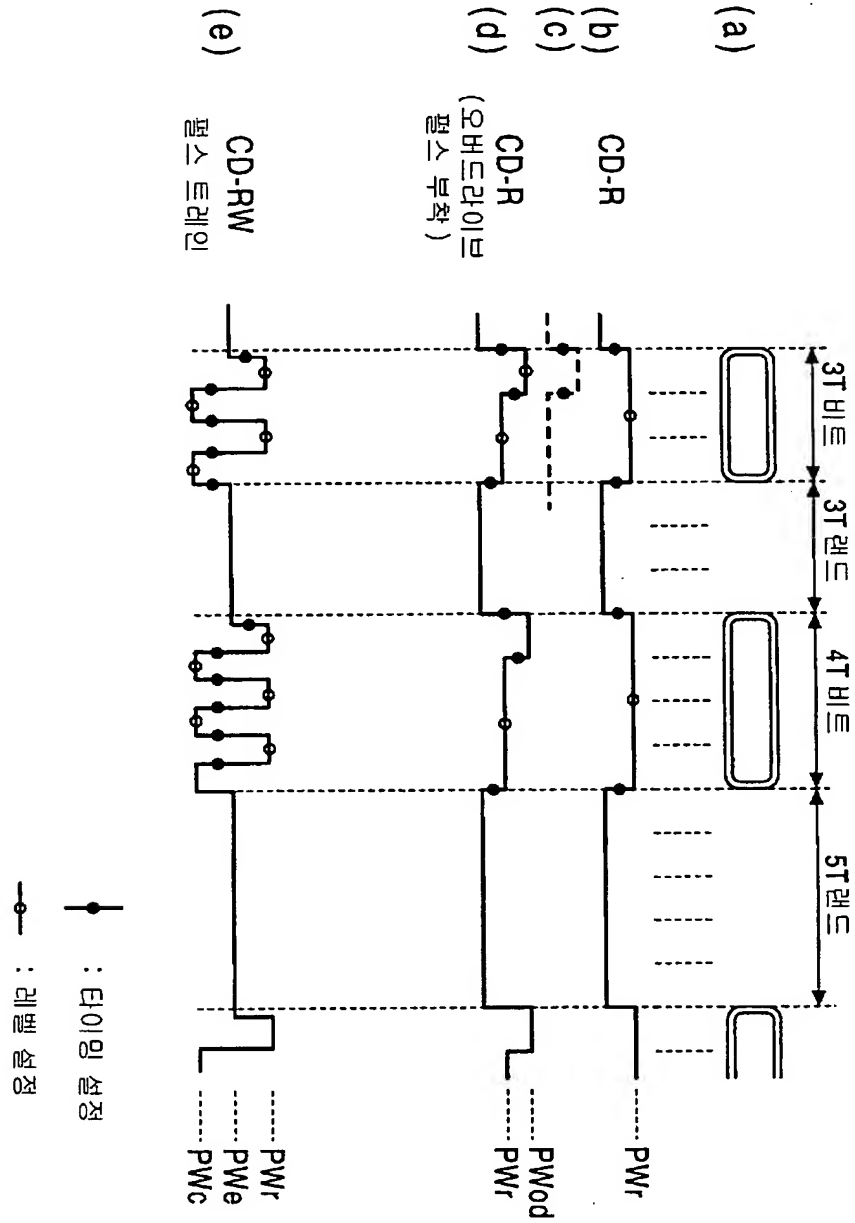 3T 비트 3T 랜드 4T 비트 5T 랜드
(a)
(b) CD-R PWr
(c)
(d) CD-R PWod
(오버드라이브 PWr
펄스 부착)
PWr
(e) CD-RW PWe
펄스 트레인 PWc
: 타이밍 설정
: 레벨 설정